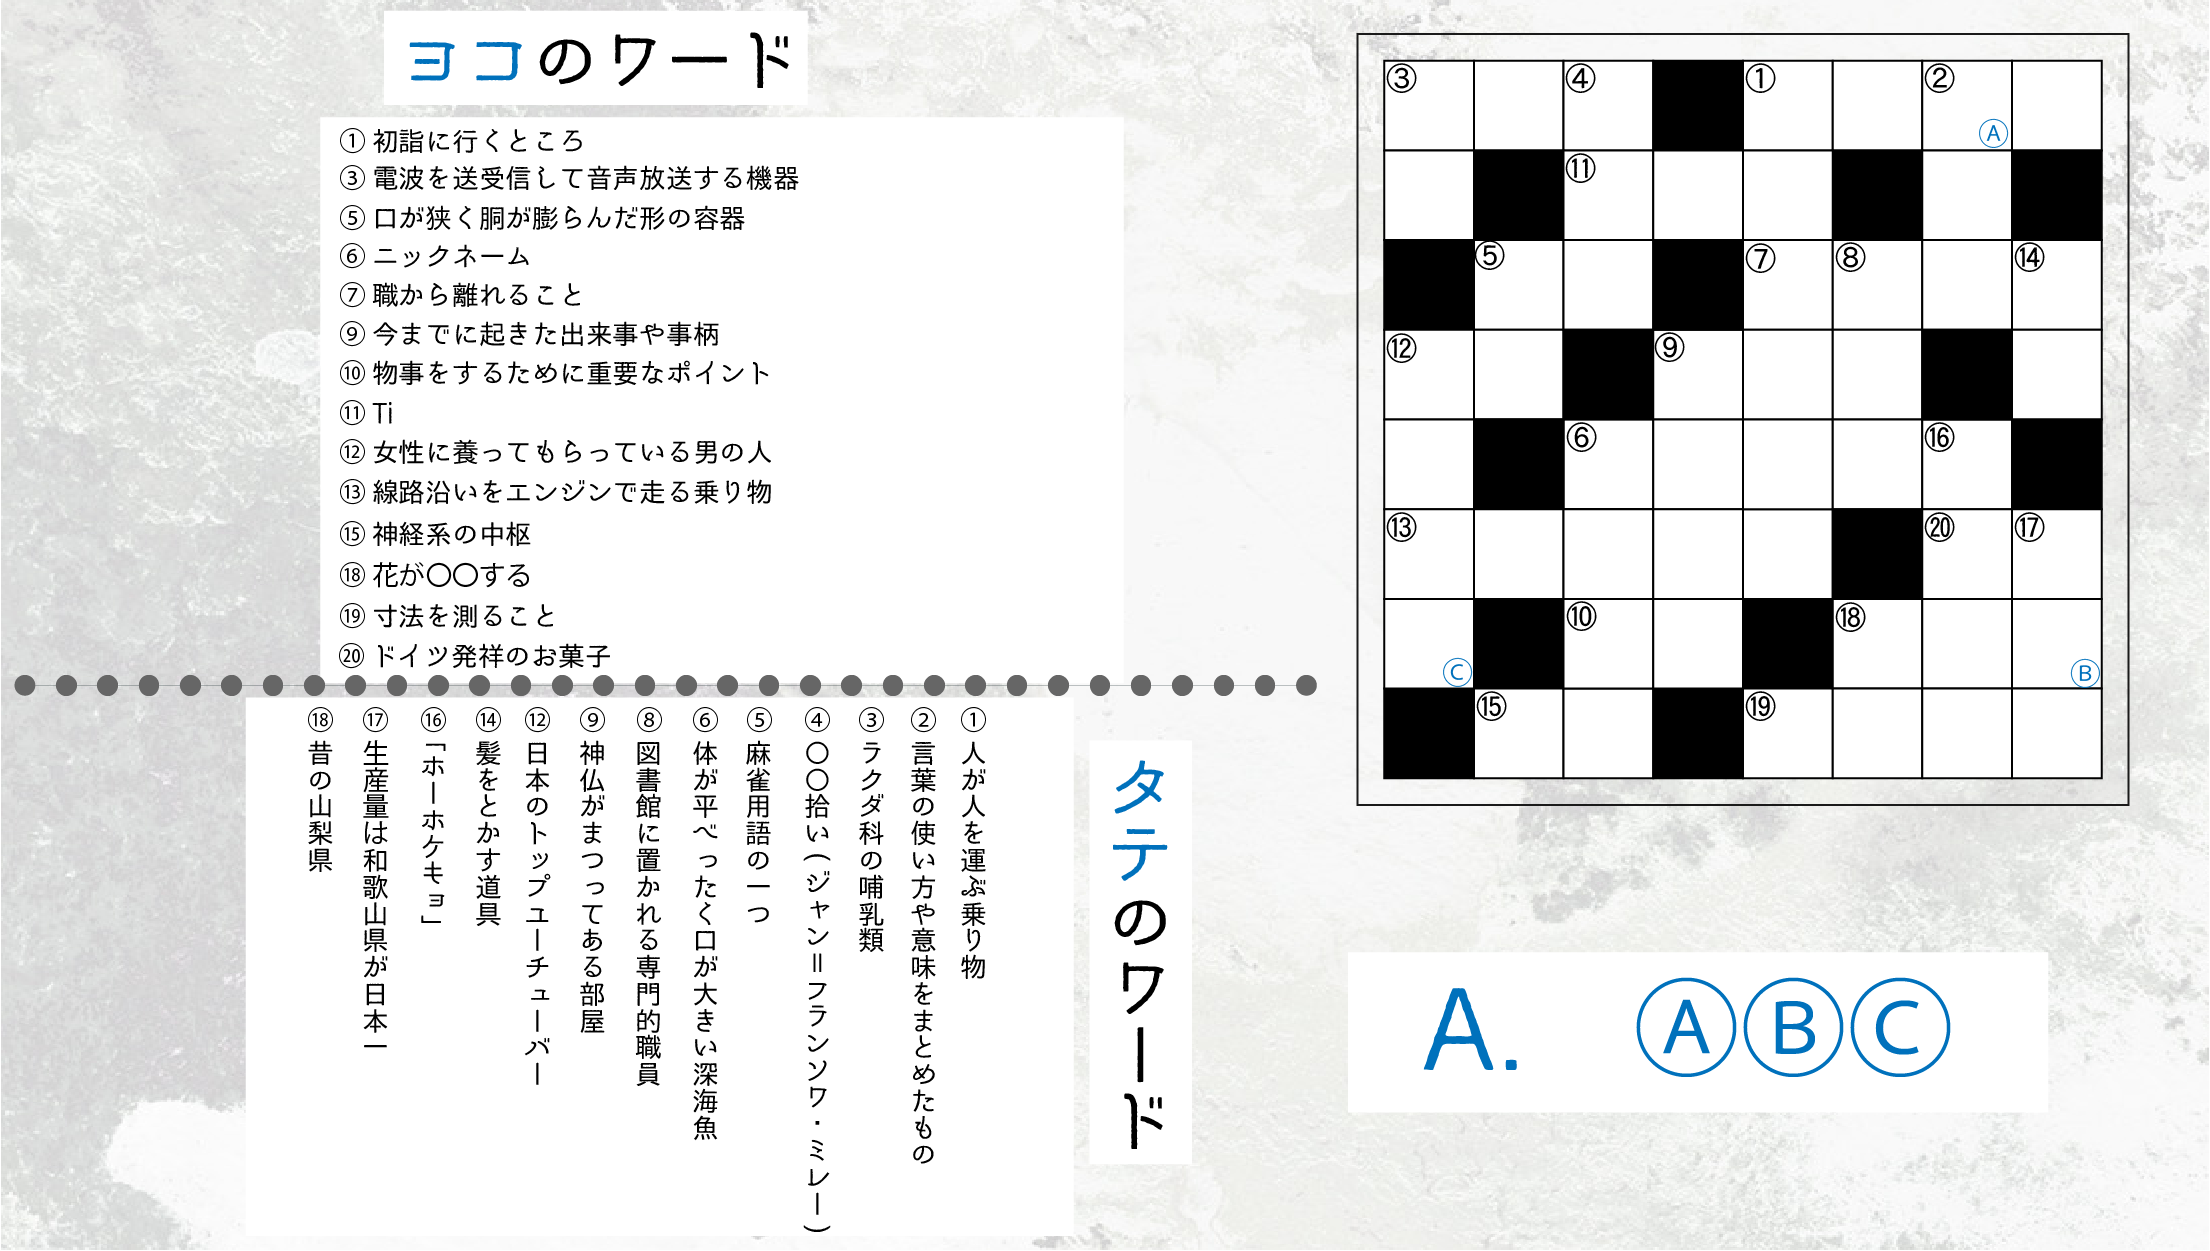 ヨコのワード
① 初詣に行くところ
③ 電波を送受信して音声放送する機器
⑤ 口が狭く胴が膨らんだ形の容器
⑥ ニックネーム
⑦ 職から離れること
⑨ 今までに起きた出来事や事柄
⑩ 物事をするために重要なポイント
⑪ Ti
⑫ 女性に養ってもらっている男の人
⑬ 線路沿いをエンジンで走る乗り物
⑮ 神経系の中枢
⑱ 花が〇〇する
⑲ 寸法を測ること
⑳ ドイツ発祥のお菓子
タテのワード
① 人が人を運ぶ乗り物
② 言葉の使い方や意味をまとめたもの
③ ラクダ科の哺乳類
④ 〇〇拾い(ジャン=フランソワ・ミレー)
⑤ 麻雀用語の一つ
⑥ 体が平べったく口が大きい深海魚
⑧ 図書館に置かれる専門的職員
⑨ 神仏がまつってある部屋
⑫ 日本のトップユーチューバー
⑭ 髪をとかす道具
⑯ 「ホーホケキョ」
⑰ 生産量は和歌山県が日本一
⑱ 昔の山梨県
③ ④ ① ② Ⓐ
⑪
⑤ ⑦ ⑧ ⑭
⑫ ⑨
⑥ ⑯
⑬ ⑳ ⑰
Ⓒ ⑩ ⑱ Ⓑ
⑮ ⑲
A. ⒶⒷⒸ